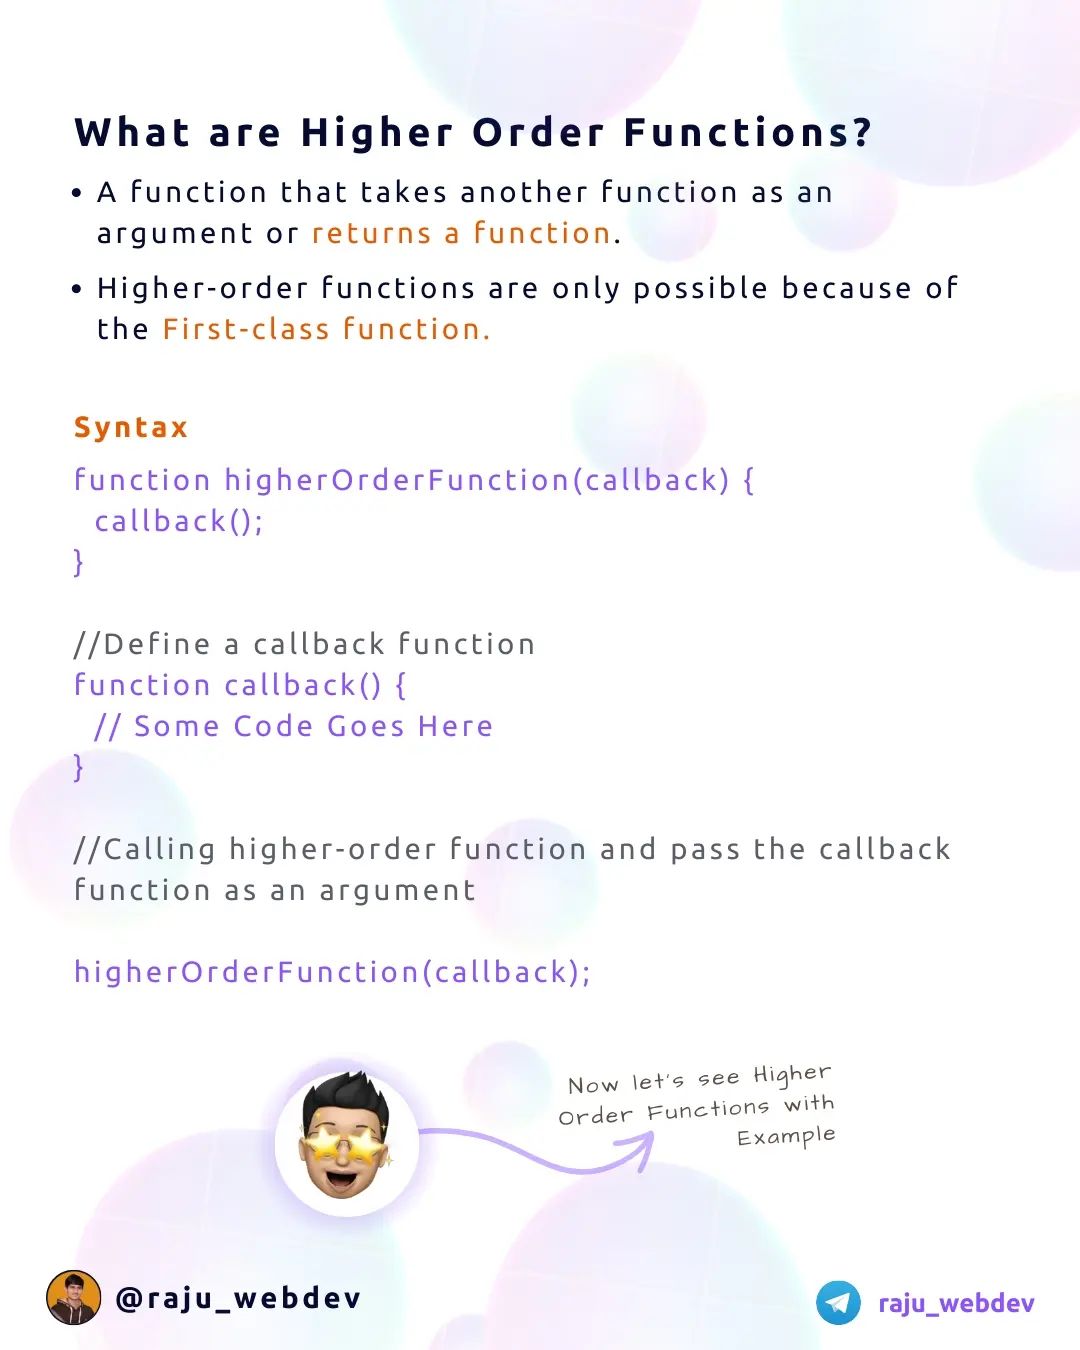 What are Higher Order Functions?
• A function that takes another function as an
argument or returns a function.
• Higher-order functions are only possible because of
the First-class function.
Syntax
function higherOrderFunction(callback) {
  callback();
}
//Define a callback function
function callback() {
  // Some Code Goes Here
}
//Calling higher-order function and pass the callback
function as an argument
higherOrderFunction(callback);
Now let's see Higher
Order Functions with
Example
@raju_webdev
raju_webdev